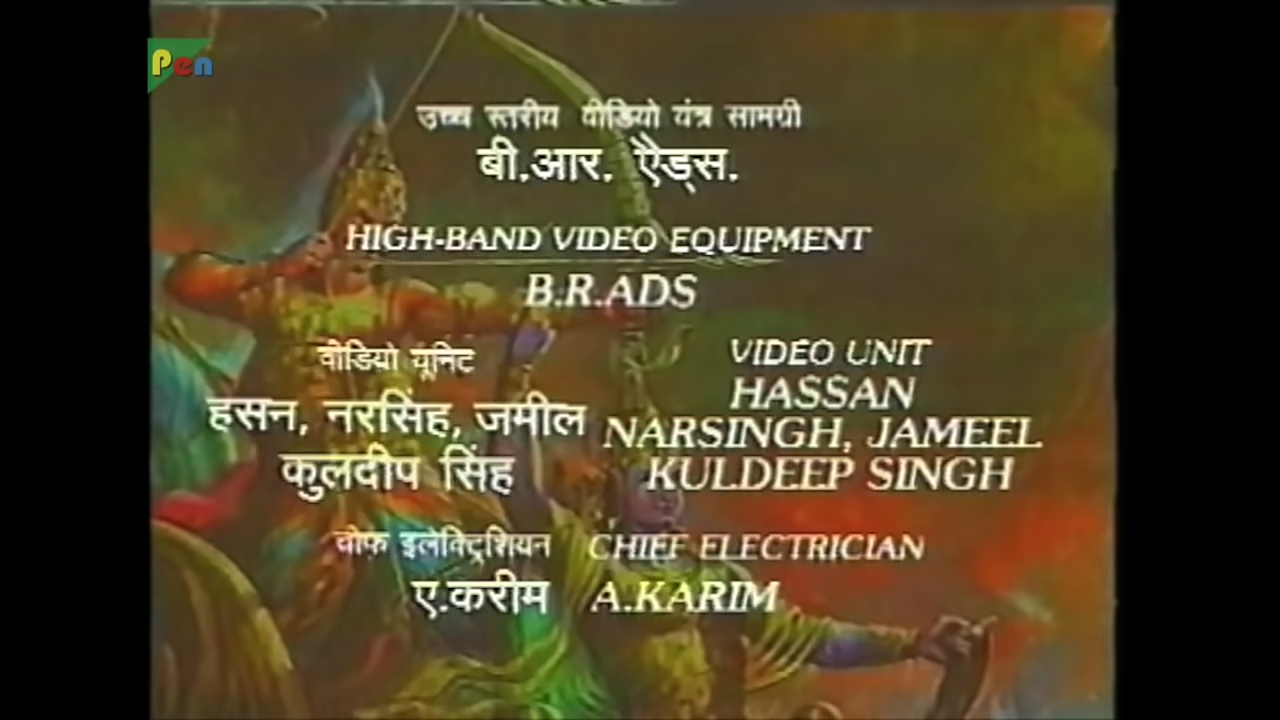 Pen
उच्च स्तरीय वीडियो यंत्र सामग्री
बी.आर. ऐड्स.
HIGH-BAND VIDEO EQUIPMENT
B.R.ADS
वीडियो यूनिट
हसन, नरसिंह, जमील
कुलदीप सिंह
VIDEO UNIT
HASSAN
NARSINGH, JAMEEL
KULDEEP SINGH
चीफ इलेक्ट्रिशियन CHIEF ELECTRICIAN
ए.करीम A.KARIM